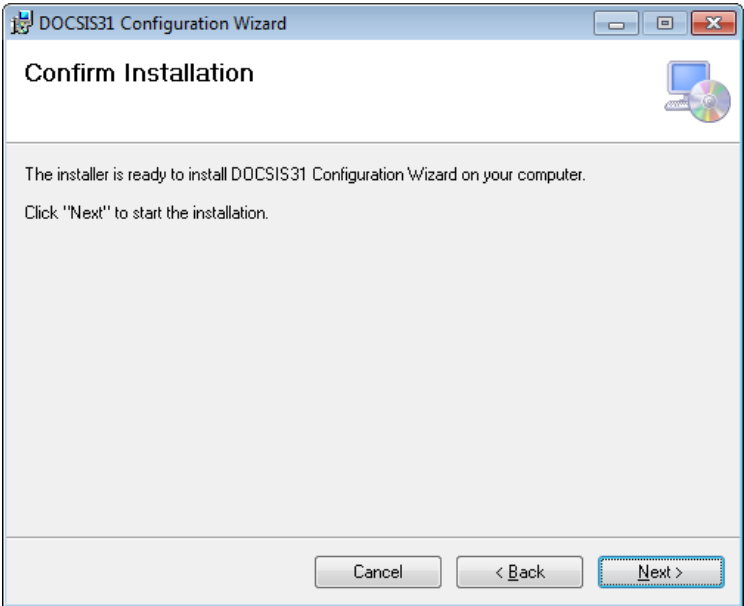 DOCSIS31 Configuration Wizard
Confirm Installation
The installer is ready to install DOCSIS31 Configuration Wizard on your computer.
Click "Next" to start the installation.
Cancel
< Back
Next >